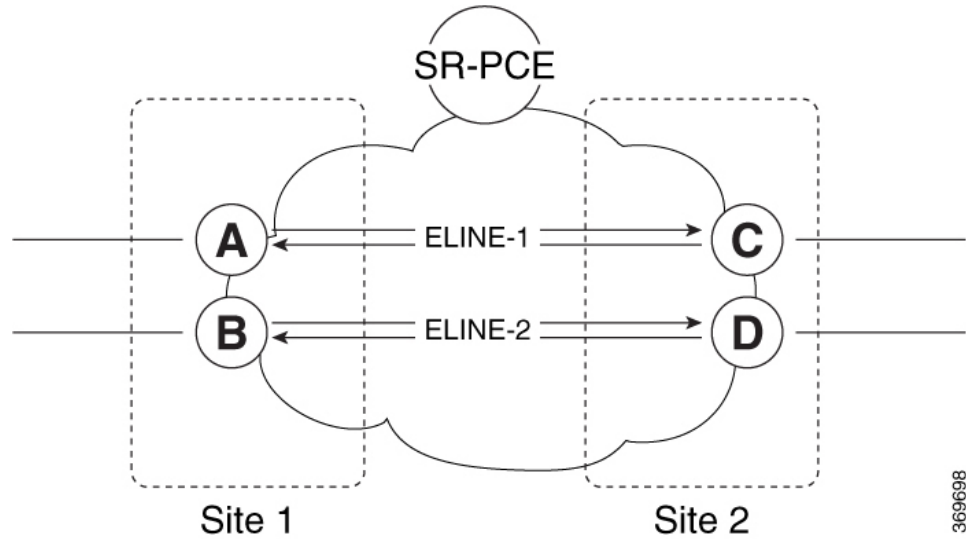 SR-PCE
A
ELINE-1
C
B
ELINE-2
D
Site 1
Site 2
369698